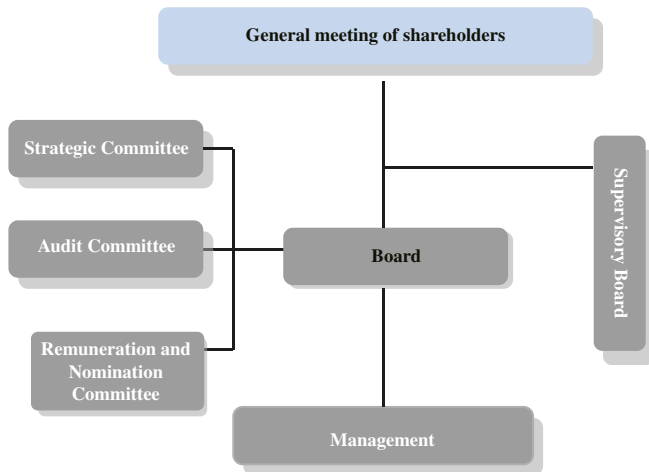 General meeting of shareholders
Strategic Committee
Supervisory Board
Audit Committee
Board
Remuneration and
Nomination
Committee
Management